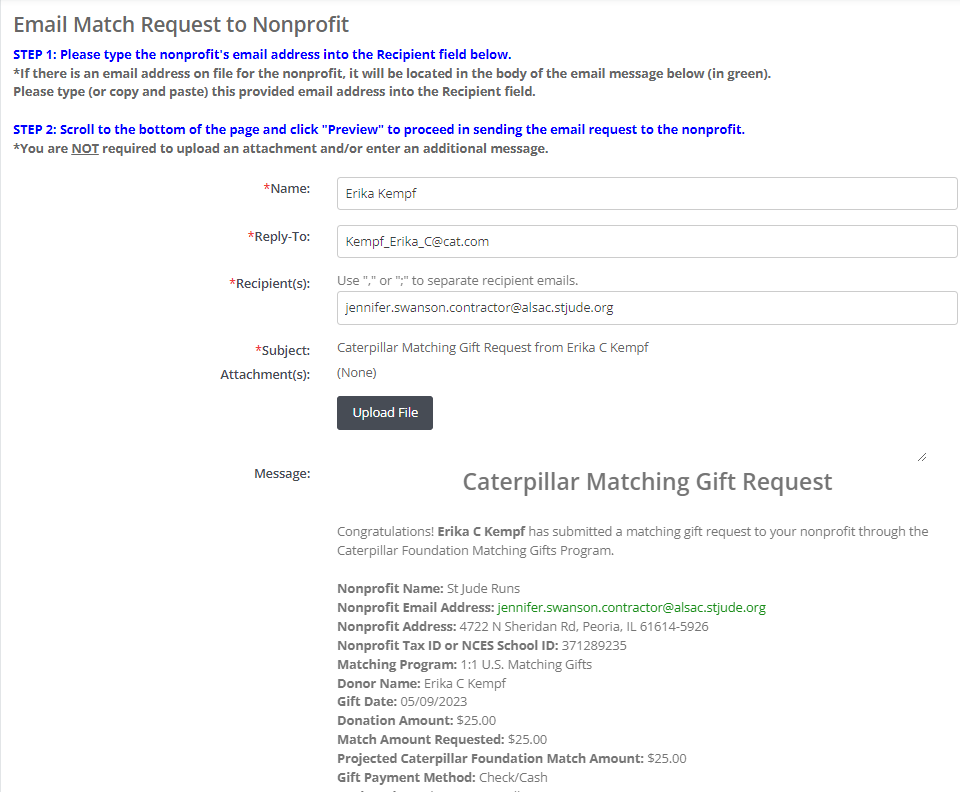 Email Match Request to Nonprofit
STEP 1: Please type the nonprofit's email address into the Recipient field below.
*If there is an email address on file for the nonprofit, it will be located in the body of the email message below (in green).
Please type (or copy and paste) this provided email address into the Recipient field.
STEP 2: Scroll to the bottom of the page and click "Preview" to proceed in sending the email request to the nonprofit.
*You are NOT required to upload an attachment and/or enter an additional message.
*Name: Erika Kempf
*Reply-To: Kempf_Erika_C@cat.com
*Recipient(s): Use "," or ";" to separate recipient emails.
jennifer.swanson.contractor@alsac.stjude.org
*Subject: Caterpillar Matching Gift Request from Erika C Kempf
Attachment(s): (None)
Upload File
Message: Caterpillar Matching Gift Request
Congratulations! Erika C Kempf has submitted a matching gift request to your nonprofit through the
Caterpillar Foundation Matching Gifts Program.
Nonprofit Name: St Jude Runs
Nonprofit Email Address: jennifer.swanson.contractor@alsac.stjude.org
Nonprofit Address: 4722 N Sheridan Rd, Peoria, IL 61614-5926
Nonprofit Tax ID or NCES School ID: 371289235
Matching Program: 1:1 U.S. Matching Gifts
Donor Name: Erika C Kempf
Gift Date: 05/09/2023
Donation Amount: $25.00
Match Amount Requested: $25.00
Projected Caterpillar Foundation Match Amount: $25.00
Gift Payment Method: Check/Cash